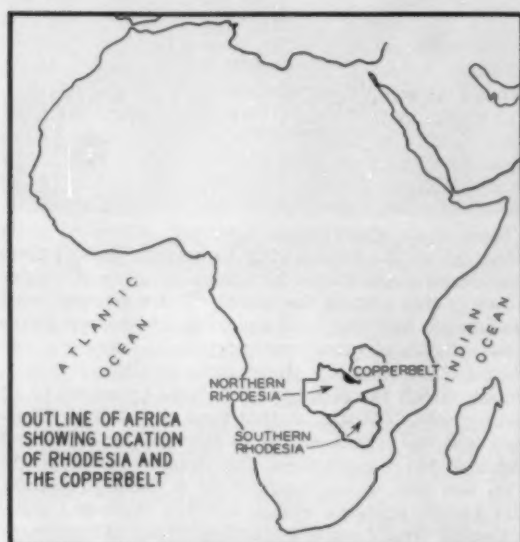 ATLANTIC
OCEAN
INDIAN
OCEAN
COPPERBELT
NORTHERN
RHODESIA
SOUTHERN
RHODESIA
OUTLINE OF AFRICA
SHOWING LOCATION
OF RHODESIA AND
THE COPPERBELT